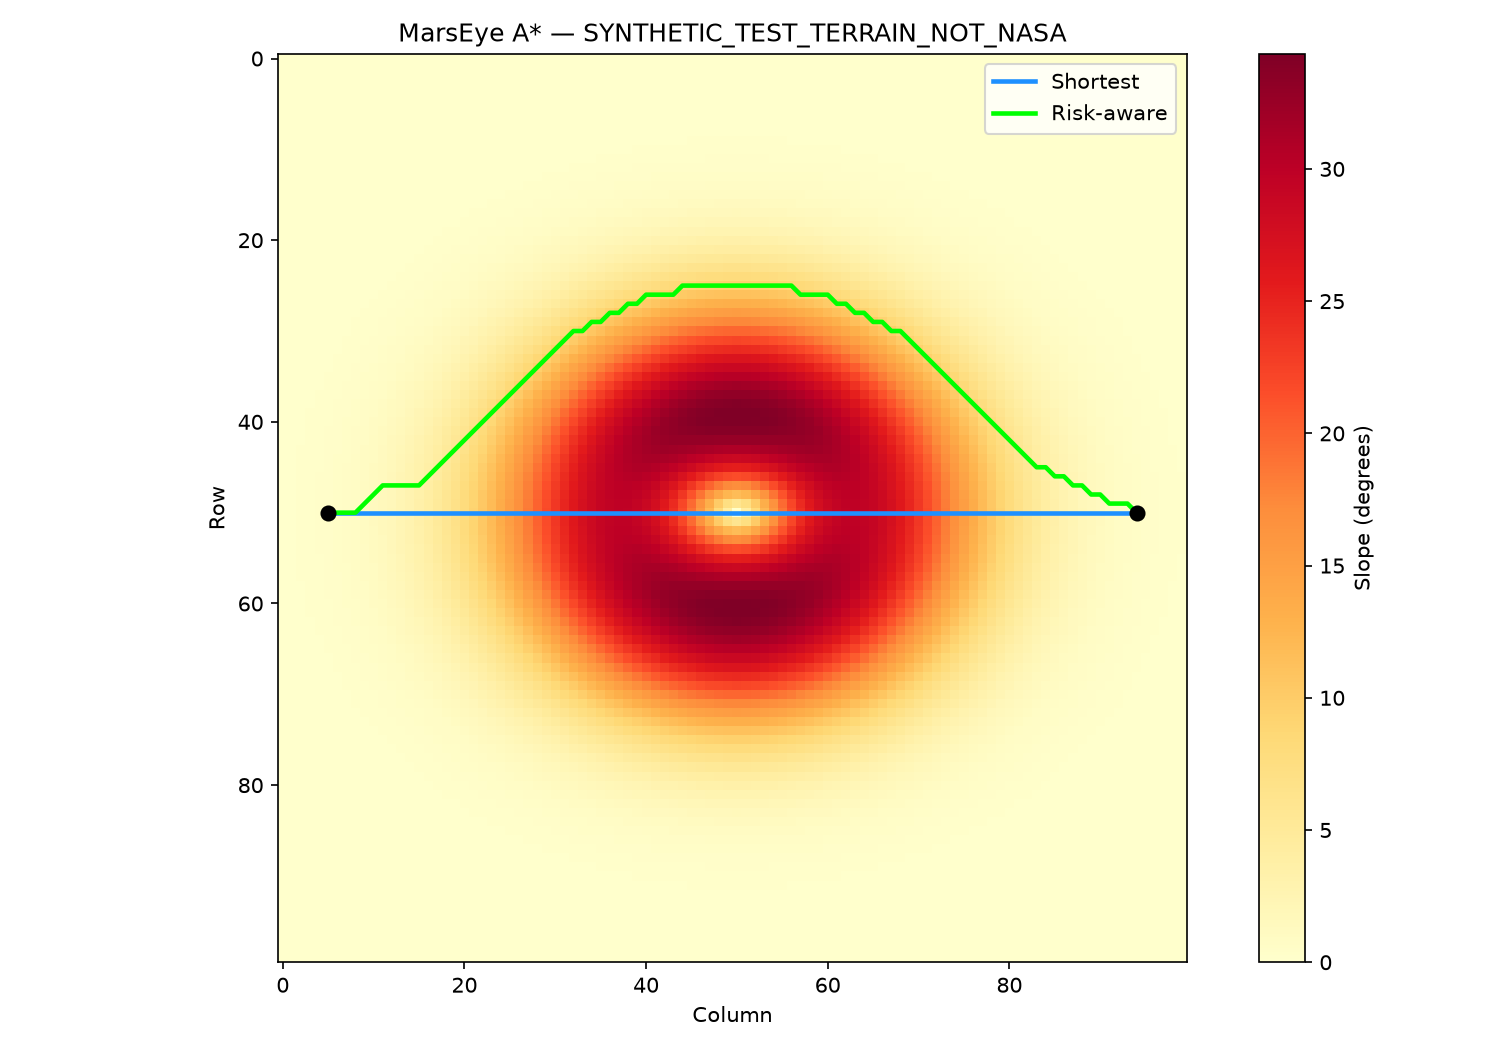 MarsEye A* — SYNTHETIC_TEST_TERRAIN_NOT_NASA
Shortest
Risk-aware
0
20
40
60
80
Row
0
20
40
60
80
Column
30
25
20
15
10
5
0
Slope (degrees)